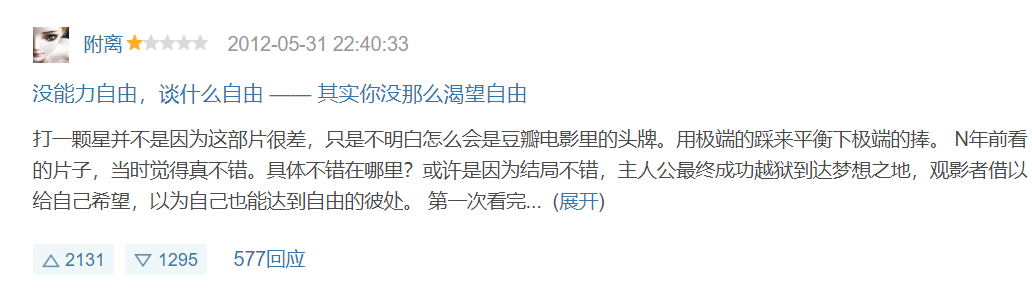 附离 2012-05-31 22:40:33
没能力自由，谈什么自由 —— 其实你没那么渴望自由
打一颗星并不是因为这部片很差，只是不明白怎么会是豆瓣电影里的头牌。用极端的踩来平衡下极端的捧。 N年前看
的片子，当时觉得真不错。具体不错在哪里？或许是因为结局不错，主人公最终成功越狱到达梦想之地，观影者借以
给自己希望，以为自己也能达到自由的彼处。 第一次看完... (展开)
2131 1295 577回应